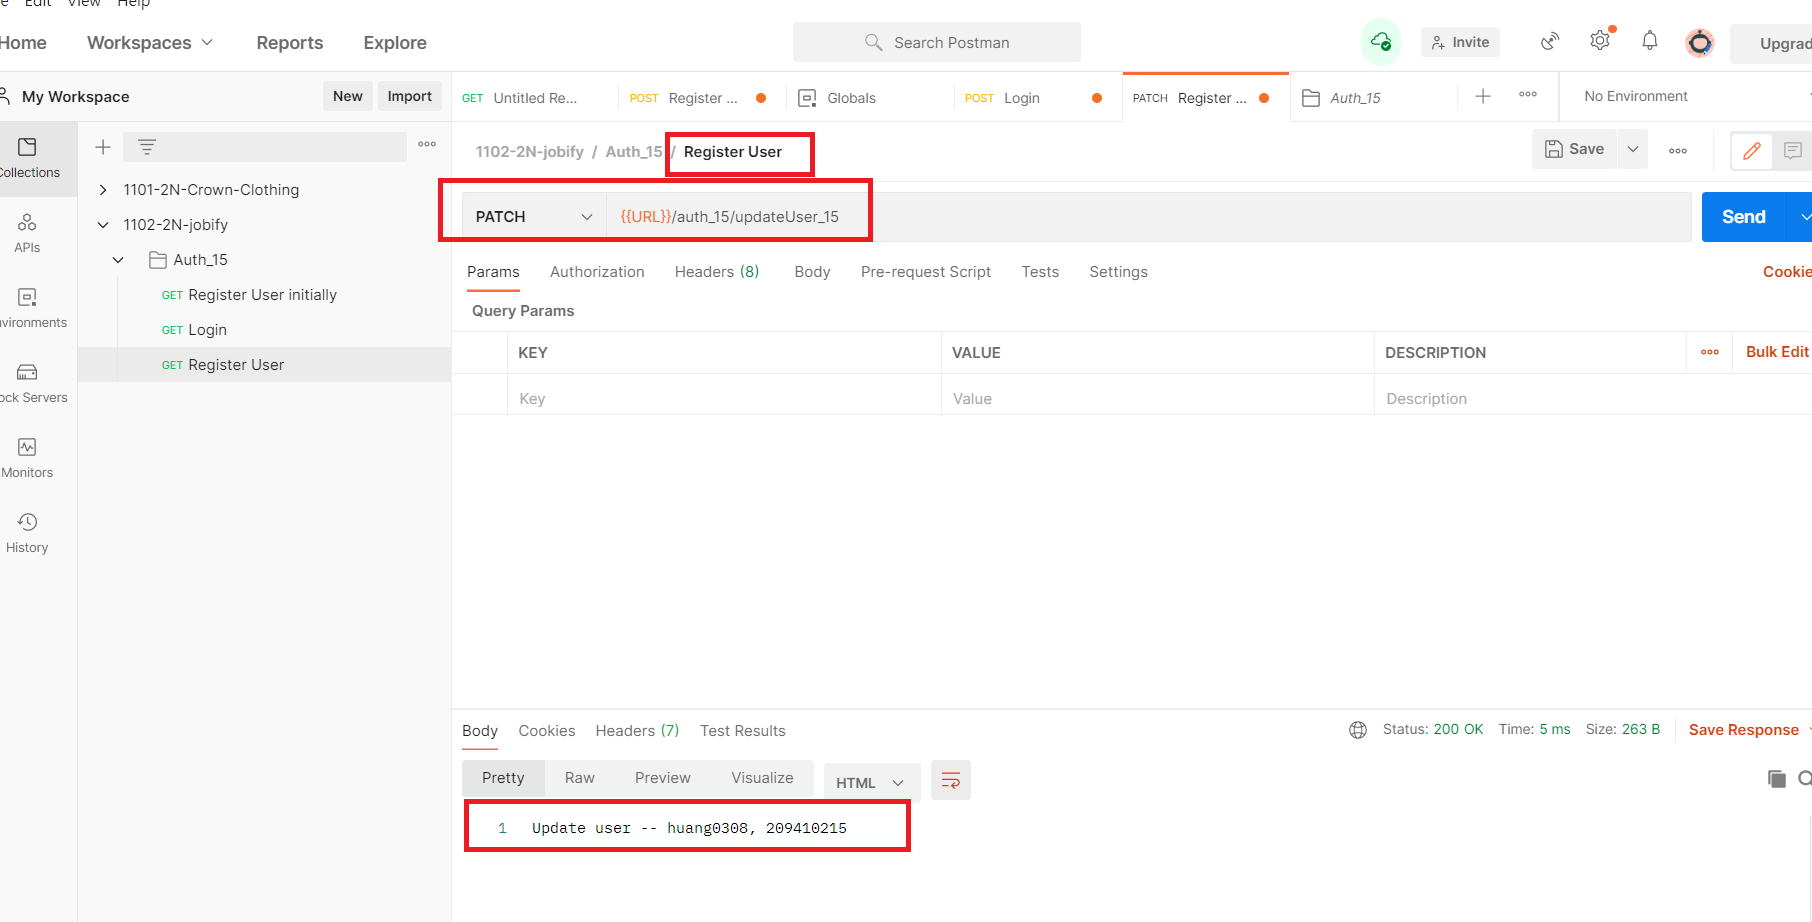 Edit View Help
Home Workspaces Reports Explore Search Postman Invite
My Workspace New Import GET Untitled Re... POST Register ... Globals POST Login PATCH Register ... Auth_15 No Environment
1102-2N-jobify / Auth_15 / Register User Save
Collections
1101-2N-Crown-Clothing
1102-2N-jobify
PATCH {{URL}}/auth_15/updateUser_15 Send
APIs
Auth_15
Params Authorization Headers (8) Body Pre-request Script Tests Settings
GET Register User initially
Query Params
GET Login
KEY VALUE DESCRIPTION Bulk Edit
GET Register User
Key Value Description
Monitors
History
Body Cookies Headers (7) Test Results Status: 200 OK Time: 5 ms Size: 263 B Save Response
Pretty Raw Preview Visualize HTML
1 Update user -- huang0308, 209410215